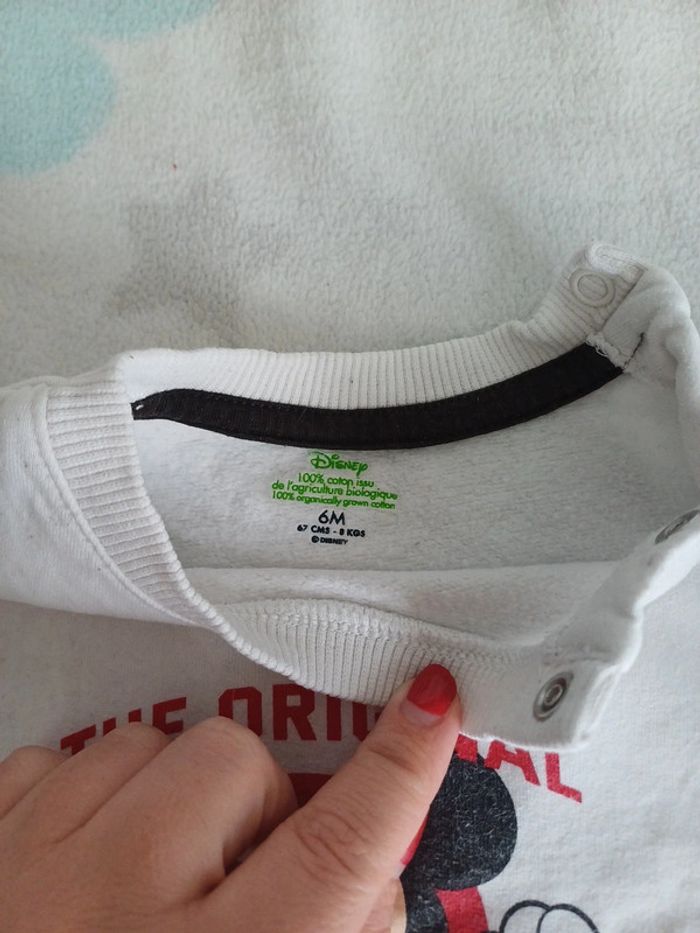 Disney
100% coton issu
de l'agriculture biologique
100% organically grown cotton
6M
67 CMS - 8 KGS
© DISNEY
THE ORIGINAL